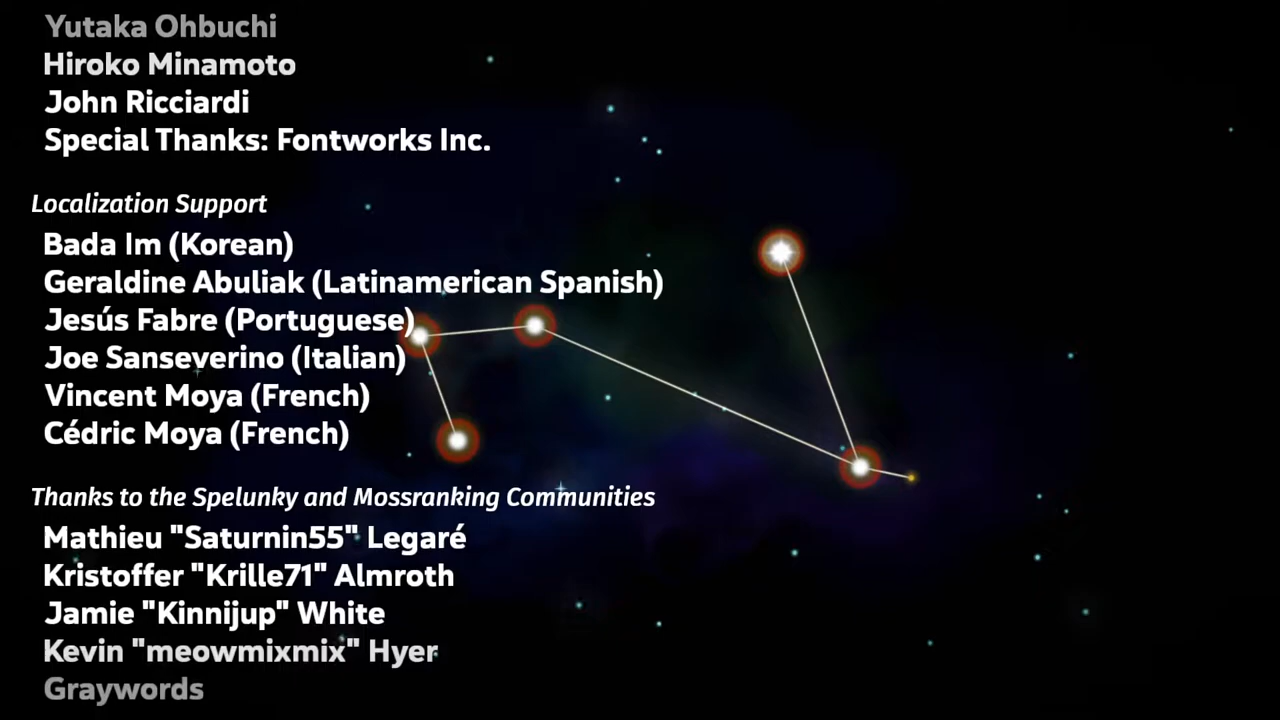 Yutaka Ohbuchi
Hiroko Minamoto
John Ricciardi
Special Thanks: Fontworks Inc.
Localization Support
Bada Im (Korean)
Geraldine Abuliak (Latinamerican Spanish)
Jesús Fabre (Portuguese)
Joe Sanseverino (Italian)
Vincent Moya (French)
Cédric Moya (French)
Thanks to the Spelunky and Mossranking Communities
Mathieu "Saturnin55" Legaré
Kristoffer "Krille71" Almroth
Jamie "Kinnijup" White
Kevin "meowmixmix" Hyer
Graywords